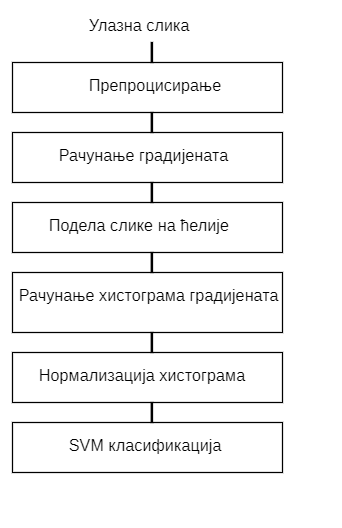 Улазна слика
Препроцисирање
Рачунање градијената
Подела слике на ћелије
Рачунање хистограма градијената
Нормализација хистограма
SVM класификација